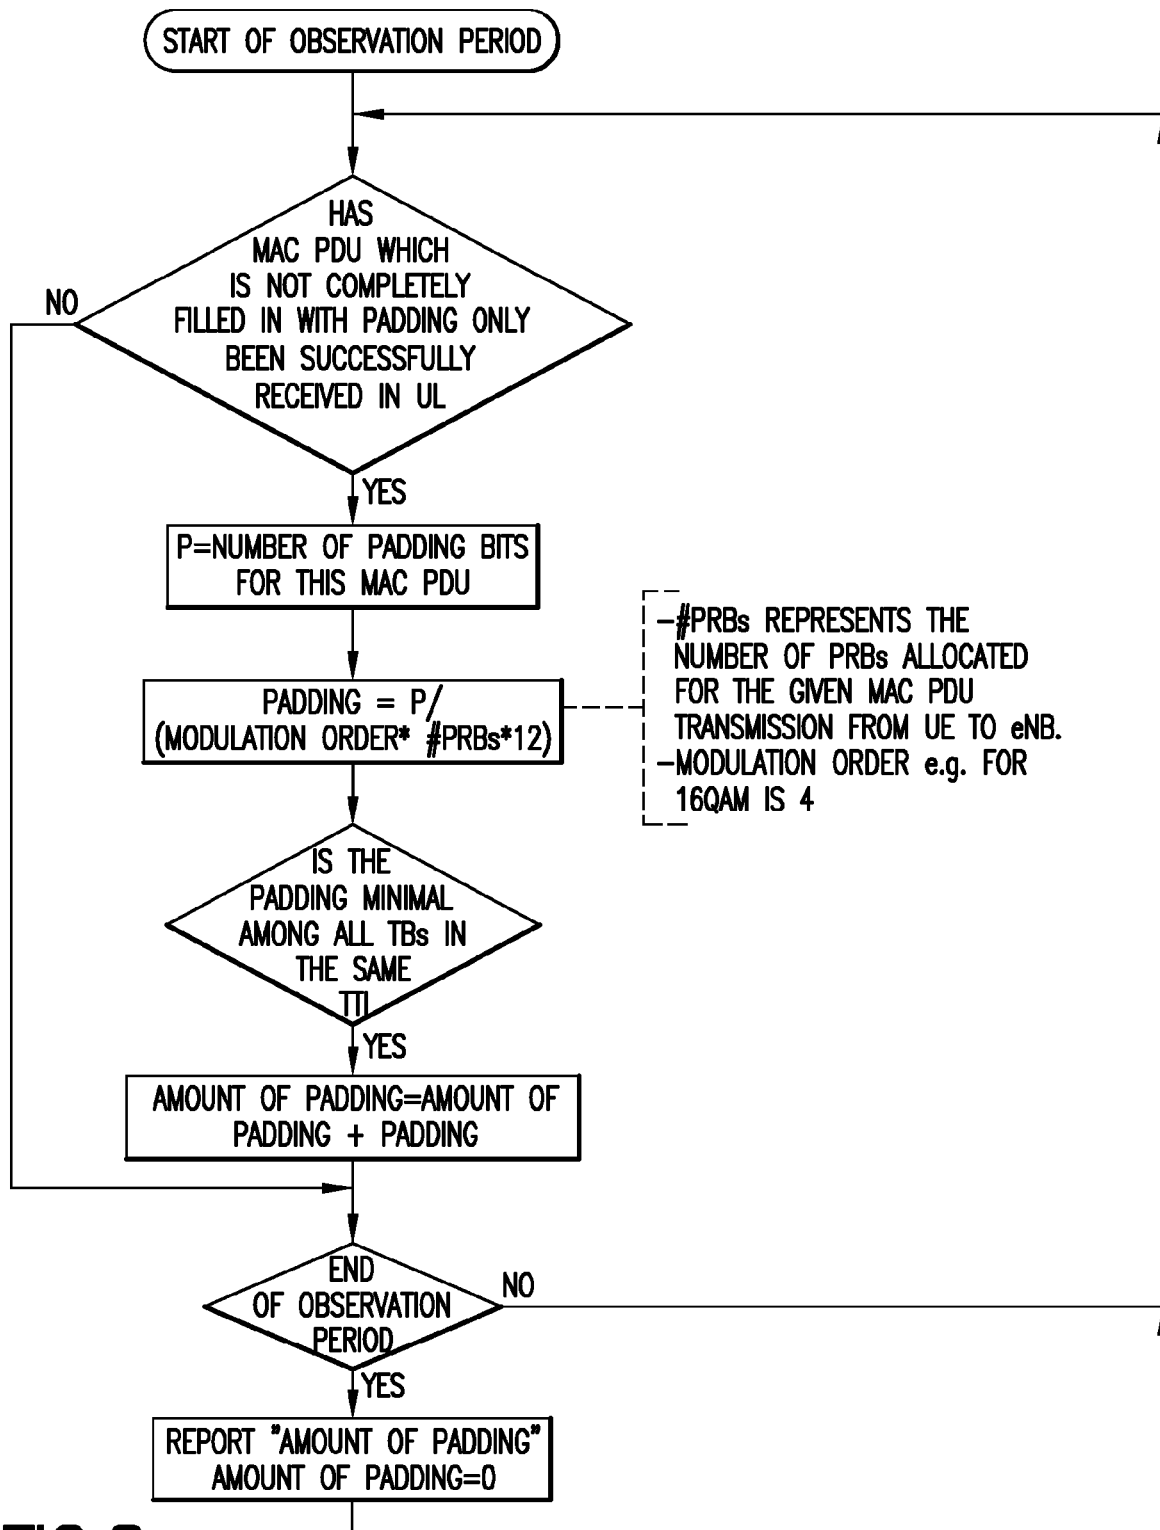 START OF OBSERVATION PERIOD
HAS
MAC PDU WHICH
IS NOT COMPLETELY
FILLED IN WITH PADDING ONLY
BEEN SUCCESSFULLY
RECEIVED IN UL
NO
YES
P=NUMBER OF PADDING BITS
FOR THIS MAC PDU
PADDING = P/
(MODULATION ORDER* #PRBs*12)
-#PRBs REPRESENTS THE
NUMBER OF PRBs ALLOCATED
FOR THE GIVEN MAC PDU
TRANSMISSION FROM UE TO eNB.
-MODULATION ORDER e.g. FOR
16QAM IS 4
IS THE
PADDING MINIMAL
AMONG ALL TBs IN
THE SAME
TTI
YES
AMOUNT OF PADDING=AMOUNT OF
PADDING + PADDING
END
OF OBSERVATION
PERIOD
NO
YES
REPORT "AMOUNT OF PADDING"
AMOUNT OF PADDING=0